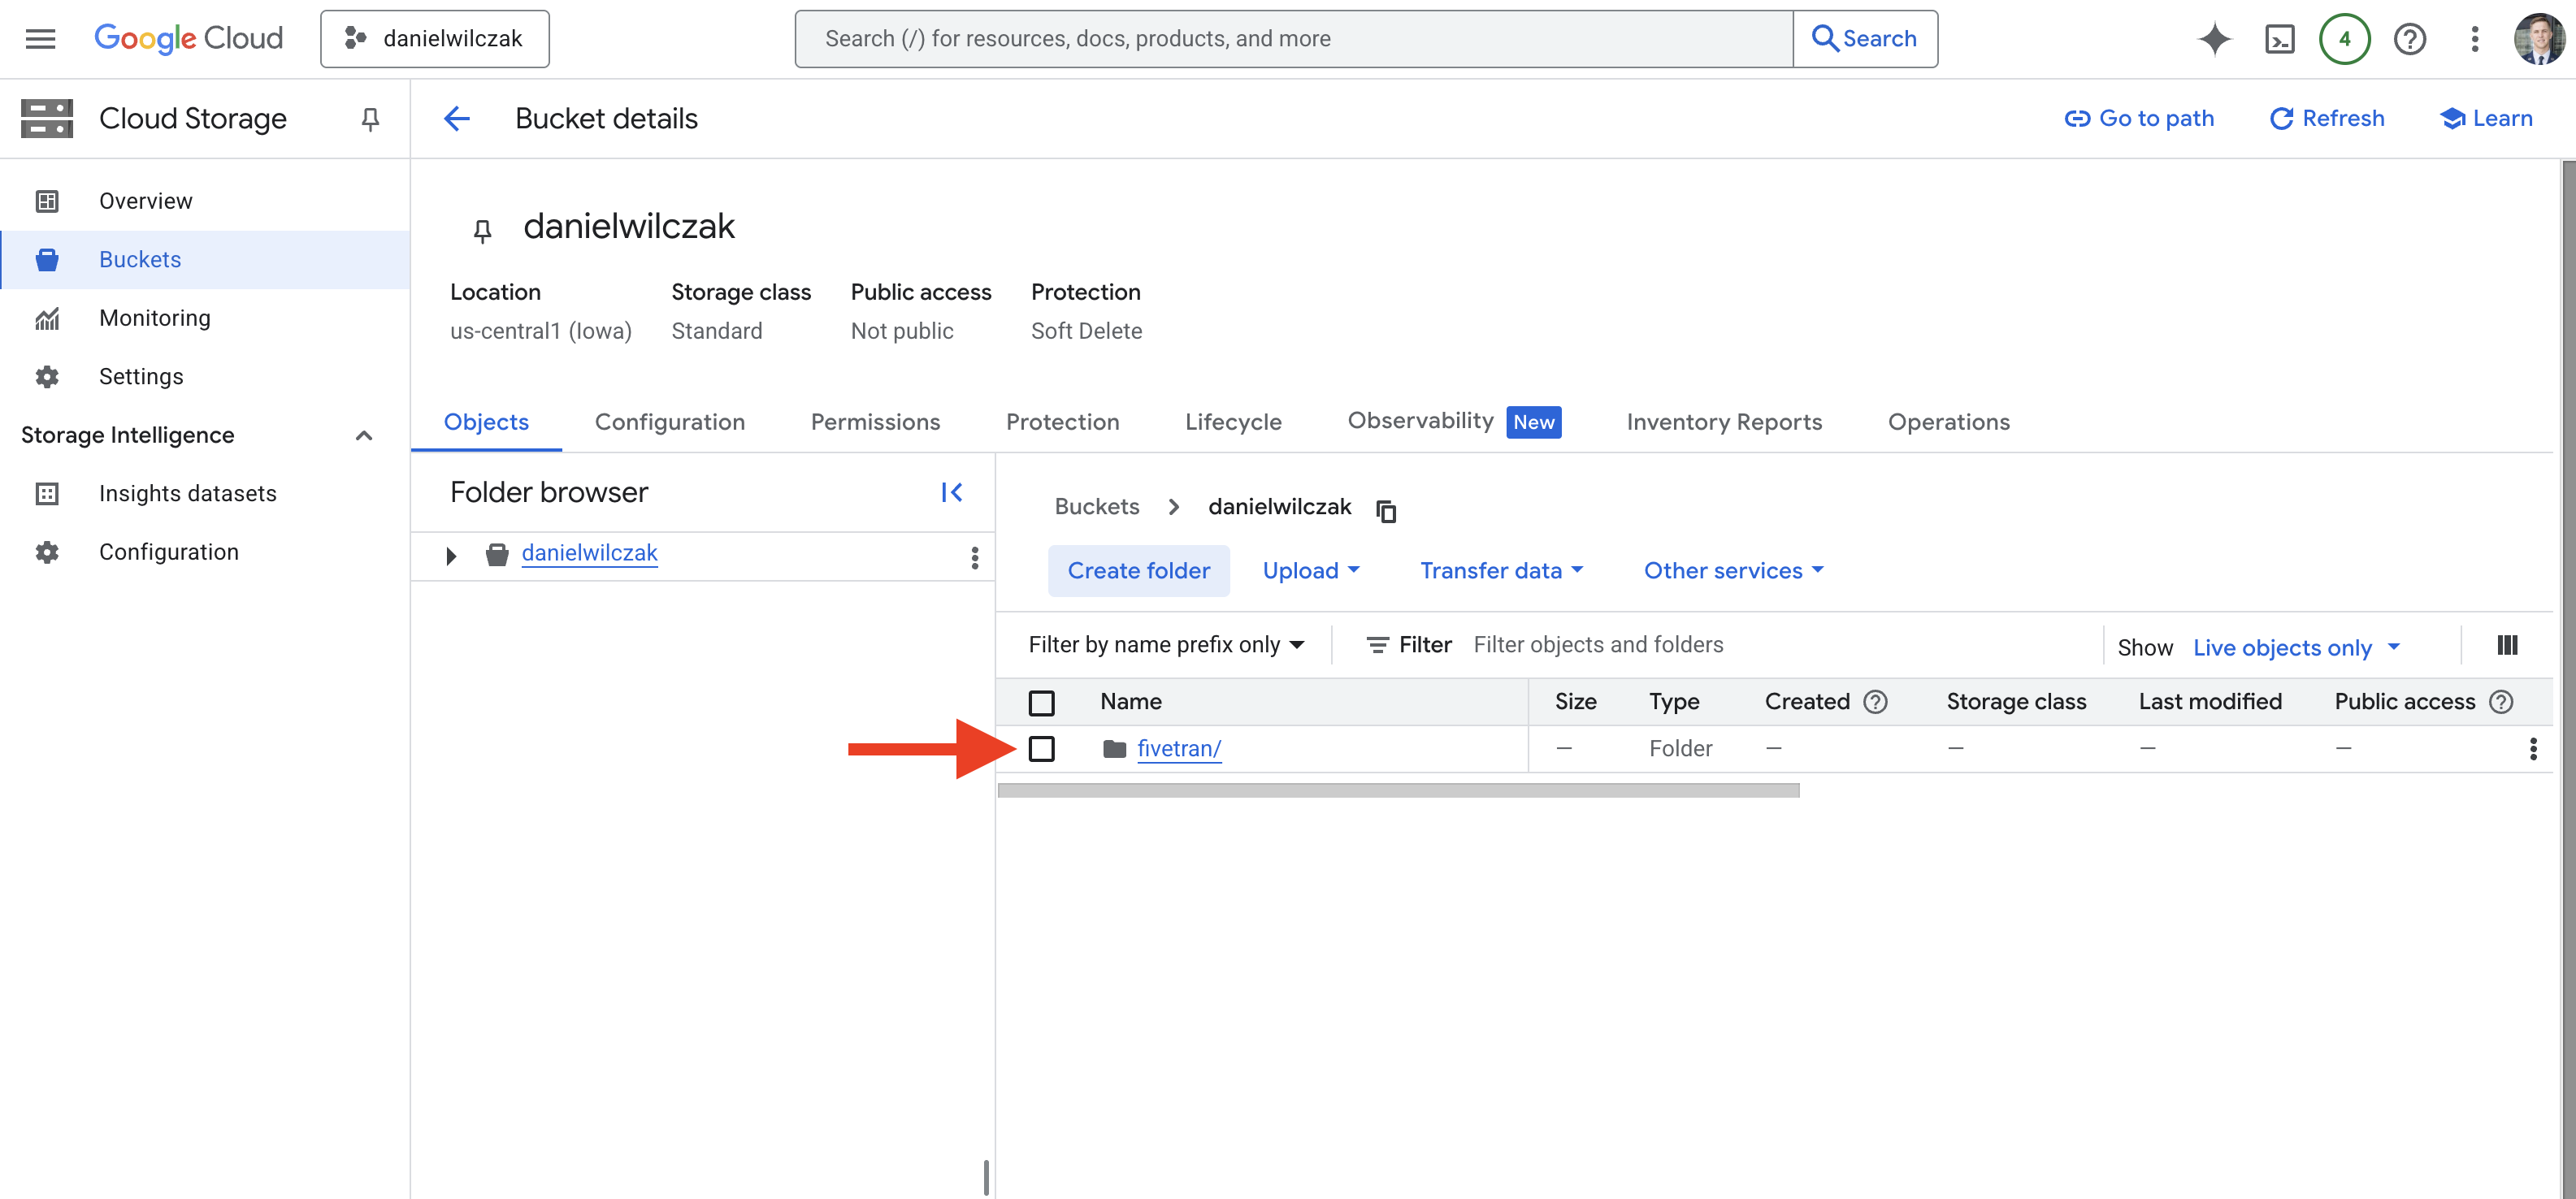 Google Cloud
danielwilczak
Search (/) for resources, docs, products, and more
Search
4
Cloud Storage
Bucket details
Go to path
Refresh
Learn
Overview
Buckets
Monitoring
Settings
Storage Intelligence
Insights datasets
Configuration
danielwilczak
Location Storage class Public access Protection
us-central1 (Iowa) Standard Not public Soft Delete
Objects Configuration Permissions Protection Lifecycle Observability New Inventory Reports Operations
Folder browser
danielwilczak
Buckets danielwilczak
Create folder Upload Transfer data Other services
Filter by name prefix only Filter Filter objects and folders Show Live objects only
Name Size Type Created Storage class Last modified Public access
fivetran/ — Folder — — — —